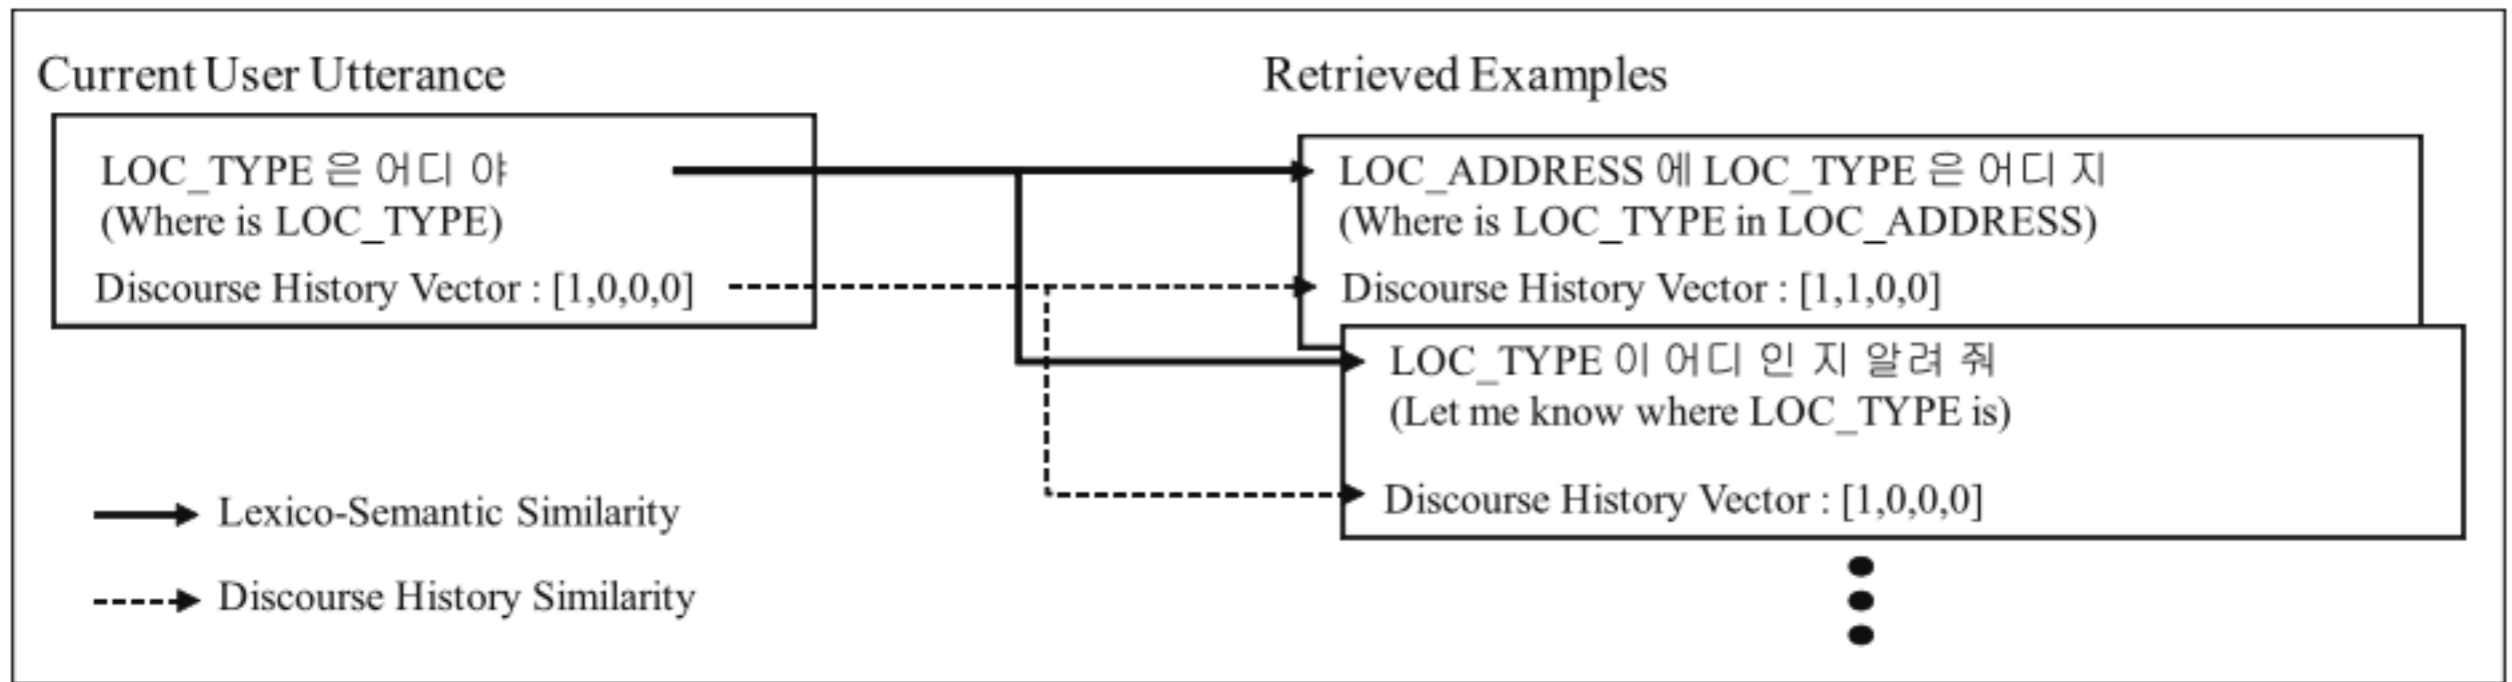 Current User Utterance
LOC_TYPE 은 어디 야
(Where is LOC_TYPE)
Discourse History Vector : [1,0,0,0]
Retrieved Examples
LOC_ADDRESS 에 LOC_TYPE 은 어디 지
(Where is LOC_TYPE in LOC_ADDRESS)
Discourse History Vector : [1,1,0,0]
LOC_TYPE 이 어디 인 지 알려 줘
(Let me know where LOC_TYPE is)
Discourse History Vector : [1,0,0,0]
Lexico-Semantic Similarity
Discourse History Similarity